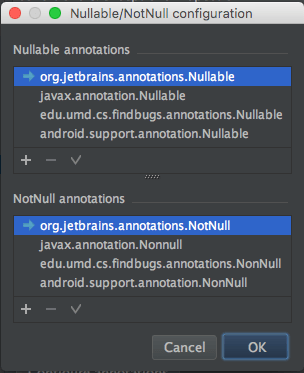 Nullable/NotNull configuration
Nullable annotations
org.jetbrains.annotations.Nullable
javax.annotation.Nullable
edu.umd.cs.findbugs.annotations.Nullable
android.support.annotation.Nullable
NotNull annotations
org.jetbrains.annotations.NotNull
javax.annotation.Nonnull
edu.umd.cs.findbugs.annotations.NonNull
android.support.annotation.NonNull
Cancel OK